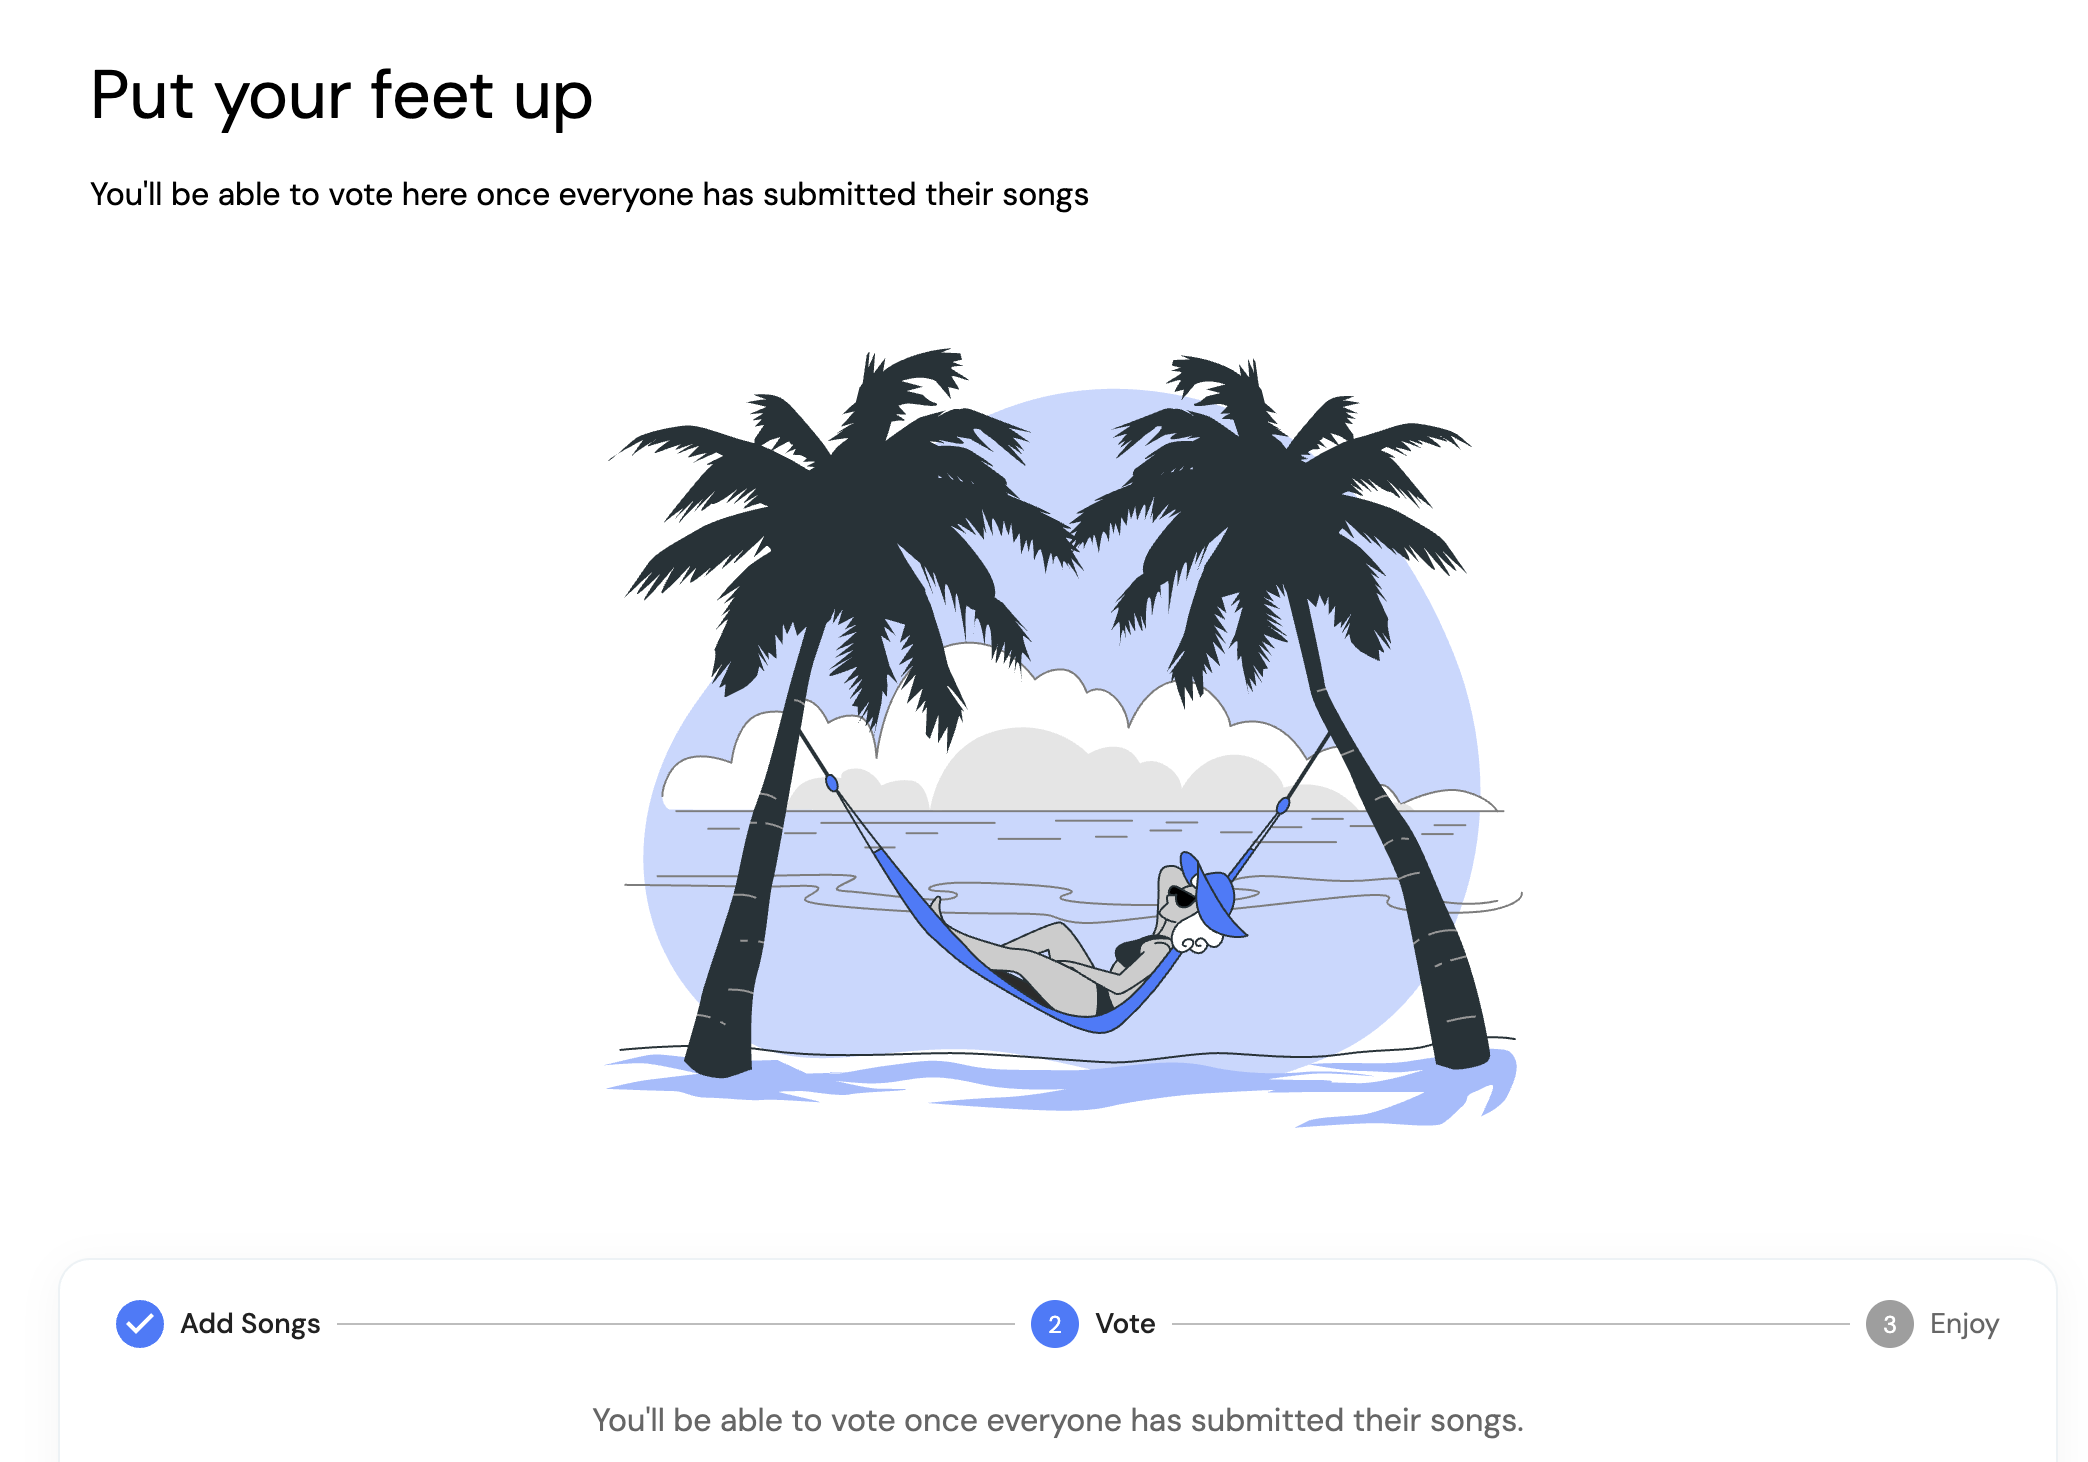 Put your feet up
You'll be able to vote here once everyone has submitted their songs
Add Songs
2 Vote
3 Enjoy
You'll be able to vote once everyone has submitted their songs.